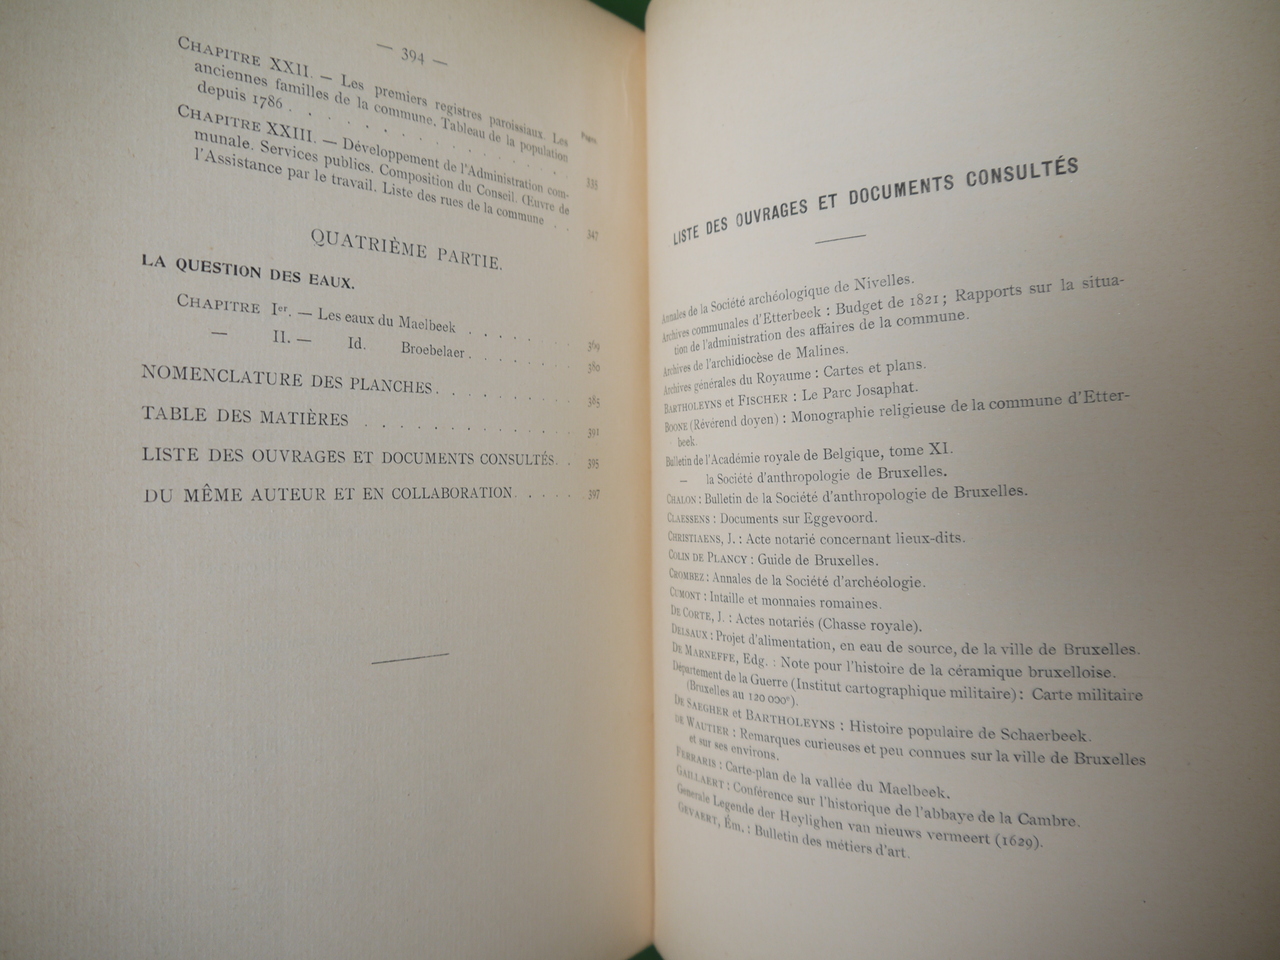 — 394 —
Pages.
CHAPITRE XXII. — Les premiers registres paroissiaux. Les
anciennes familles de la commune. Tableau de la population
depuis 1786 . . . . . . . . . . . . 335
CHAPITRE XXIII. — Développement de l'Administration com-
munale. Services publics. Composition du Conseil. Œuvre de
l'Assistance par le travail. Liste des rues de la commune . . 347
QUATRIÈME PARTIE.
LA QUESTION DES EAUX.
CHAPITRE Ier. — Les eaux du Maelbeek . . . . . . 369
— II. — Id. Broebelaer . . . . . . 380
NOMENCLATURE DES PLANCHES . . . . . . . . 385
TABLE DES MATIÈRES . . . . . . . . . . . 391
LISTE DES OUVRAGES ET DOCUMENTS CONSULTÉS . . 395
DU MÊME AUTEUR ET EN COLLABORATION . . . . . 397
LISTE DES OUVRAGES ET DOCUMENTS CONSULTÉS
Annales de la Société archéologique de Nivelles.
Archives communales d'Etterbeek : Budget de 1821 ; Rapports sur la situa-
tion de l'administration des affaires de la commune.
Archives de l'archidiocèse de Malines.
Archives générales du Royaume : Cartes et plans.
BARTHOLEYNS et FISCHER : Le Parc Josaphat.
BOONE (Révérend doyen) : Monographie religieuse de la commune d'Etter-
beek.
Bulletin de l'Académie royale de Belgique, tome XI.
— la Société d'anthropologie de Bruxelles.
CHALON : Bulletin de la Société d'anthropologie de Bruxelles.
CLAESSENS : Documents sur Eggevoord.
CHRISTIAENS, J. : Acte notarié concernant lieux-dits.
COLIN DE PLANCY : Guide de Bruxelles.
CROMBEZ : Annales de la Société d'archéologie.
CUMONT : Intaille et monnaies romaines.
DE CORTE, J. : Actes notariés (Chasse royale).
DELSAUX : Projet d'alimentation, en eau de source, de la ville de Bruxelles.
DE MARNEFFE, Edg. : Note pour l'histoire de la céramique bruxelloise.
Département de la Guerre (Institut cartographique militaire) : Carte militaire
(Bruxelles au 120 000e).
DE SAEGHER et BARTHOLEYNS : Histoire populaire de Schaerbeek.
DE WAUTIER : Remarques curieuses et peu connues sur la ville de Bruxelles
et sur ses environs.
FERRARIS : Carte-plan de la vallée du Maelbeek.
GAILLAERT : Conférence sur l'historique de l'abbaye de la Cambre.
Generale Legende der Heylighen van nieuws vermeert (1629).
GEVAERT, Ém. : Bulletin des métiers d'art.